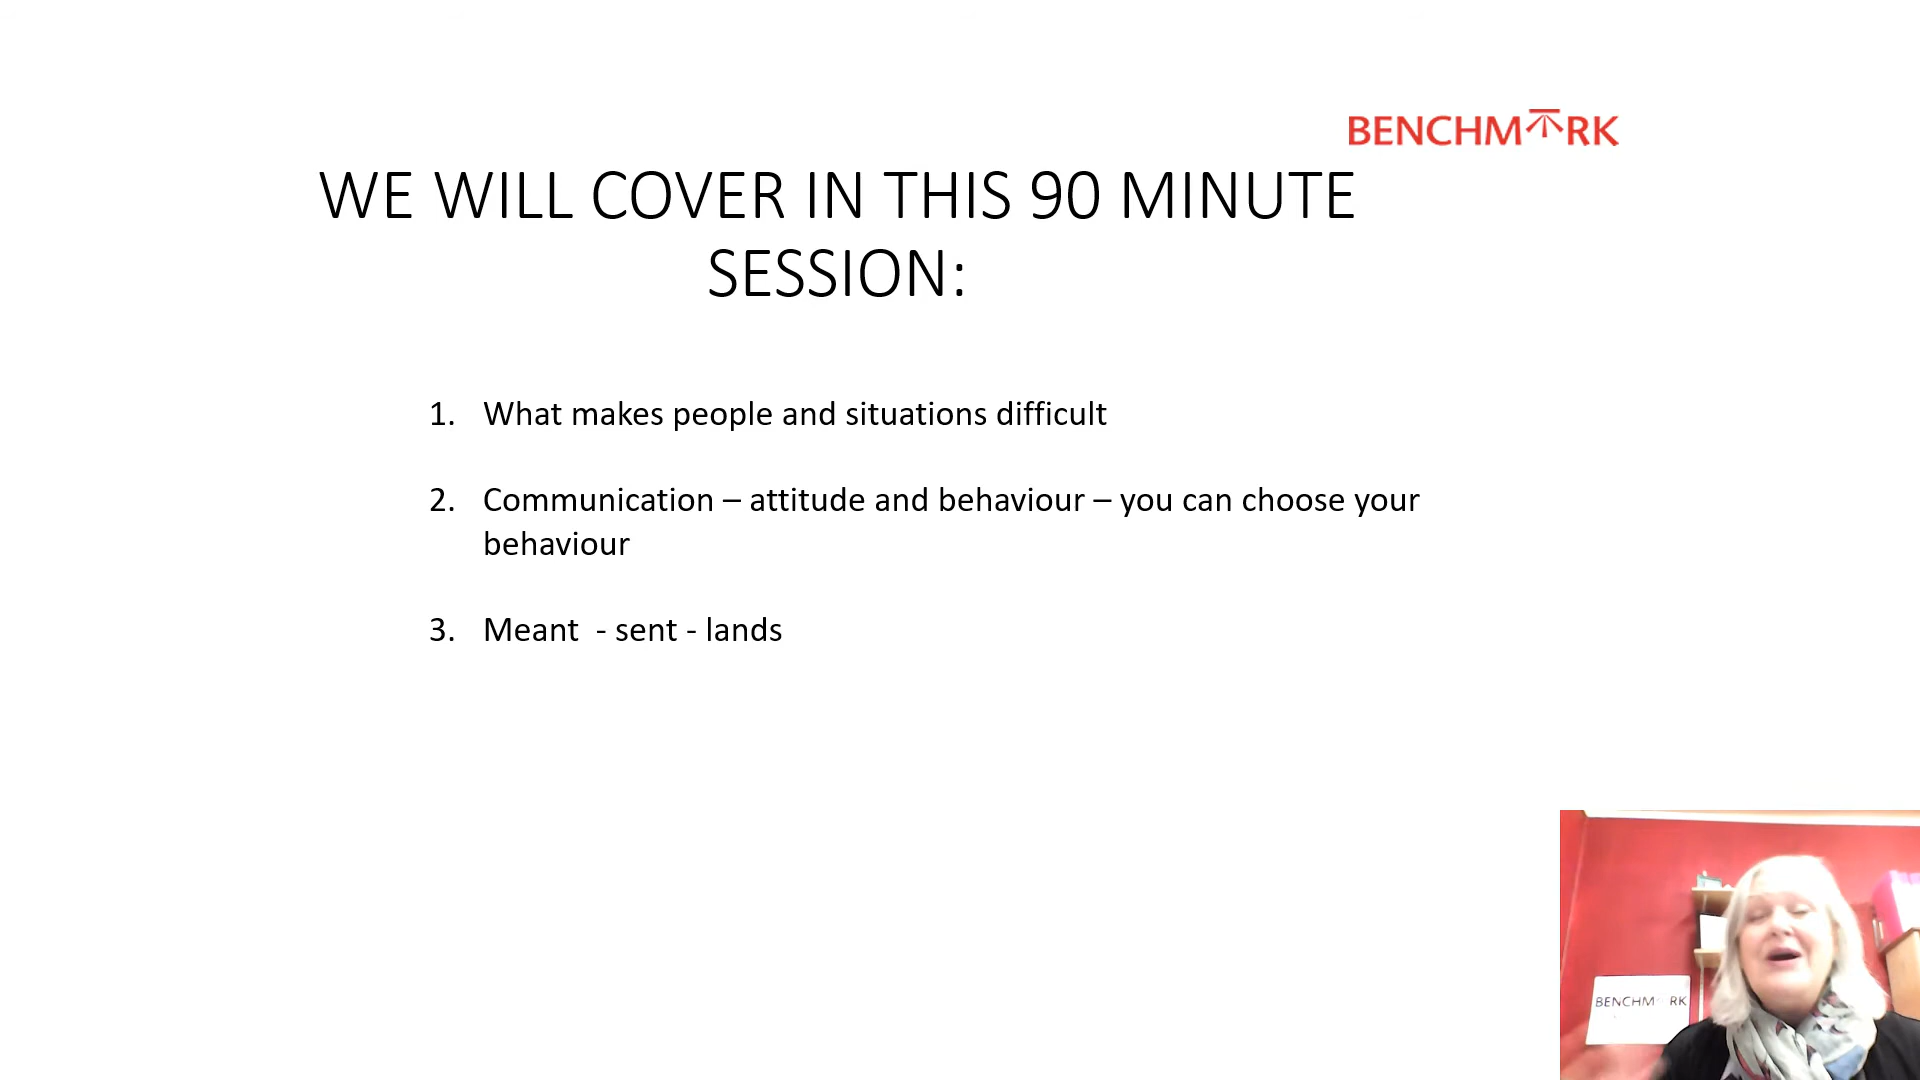 BENCHMARK
WE WILL COVER IN THIS 90 MINUTE
SESSION:
1. What makes people and situations difficult
2. Communication – attitude and behaviour – you can choose your
behaviour
3. Meant - sent - lands
BENCHM RK